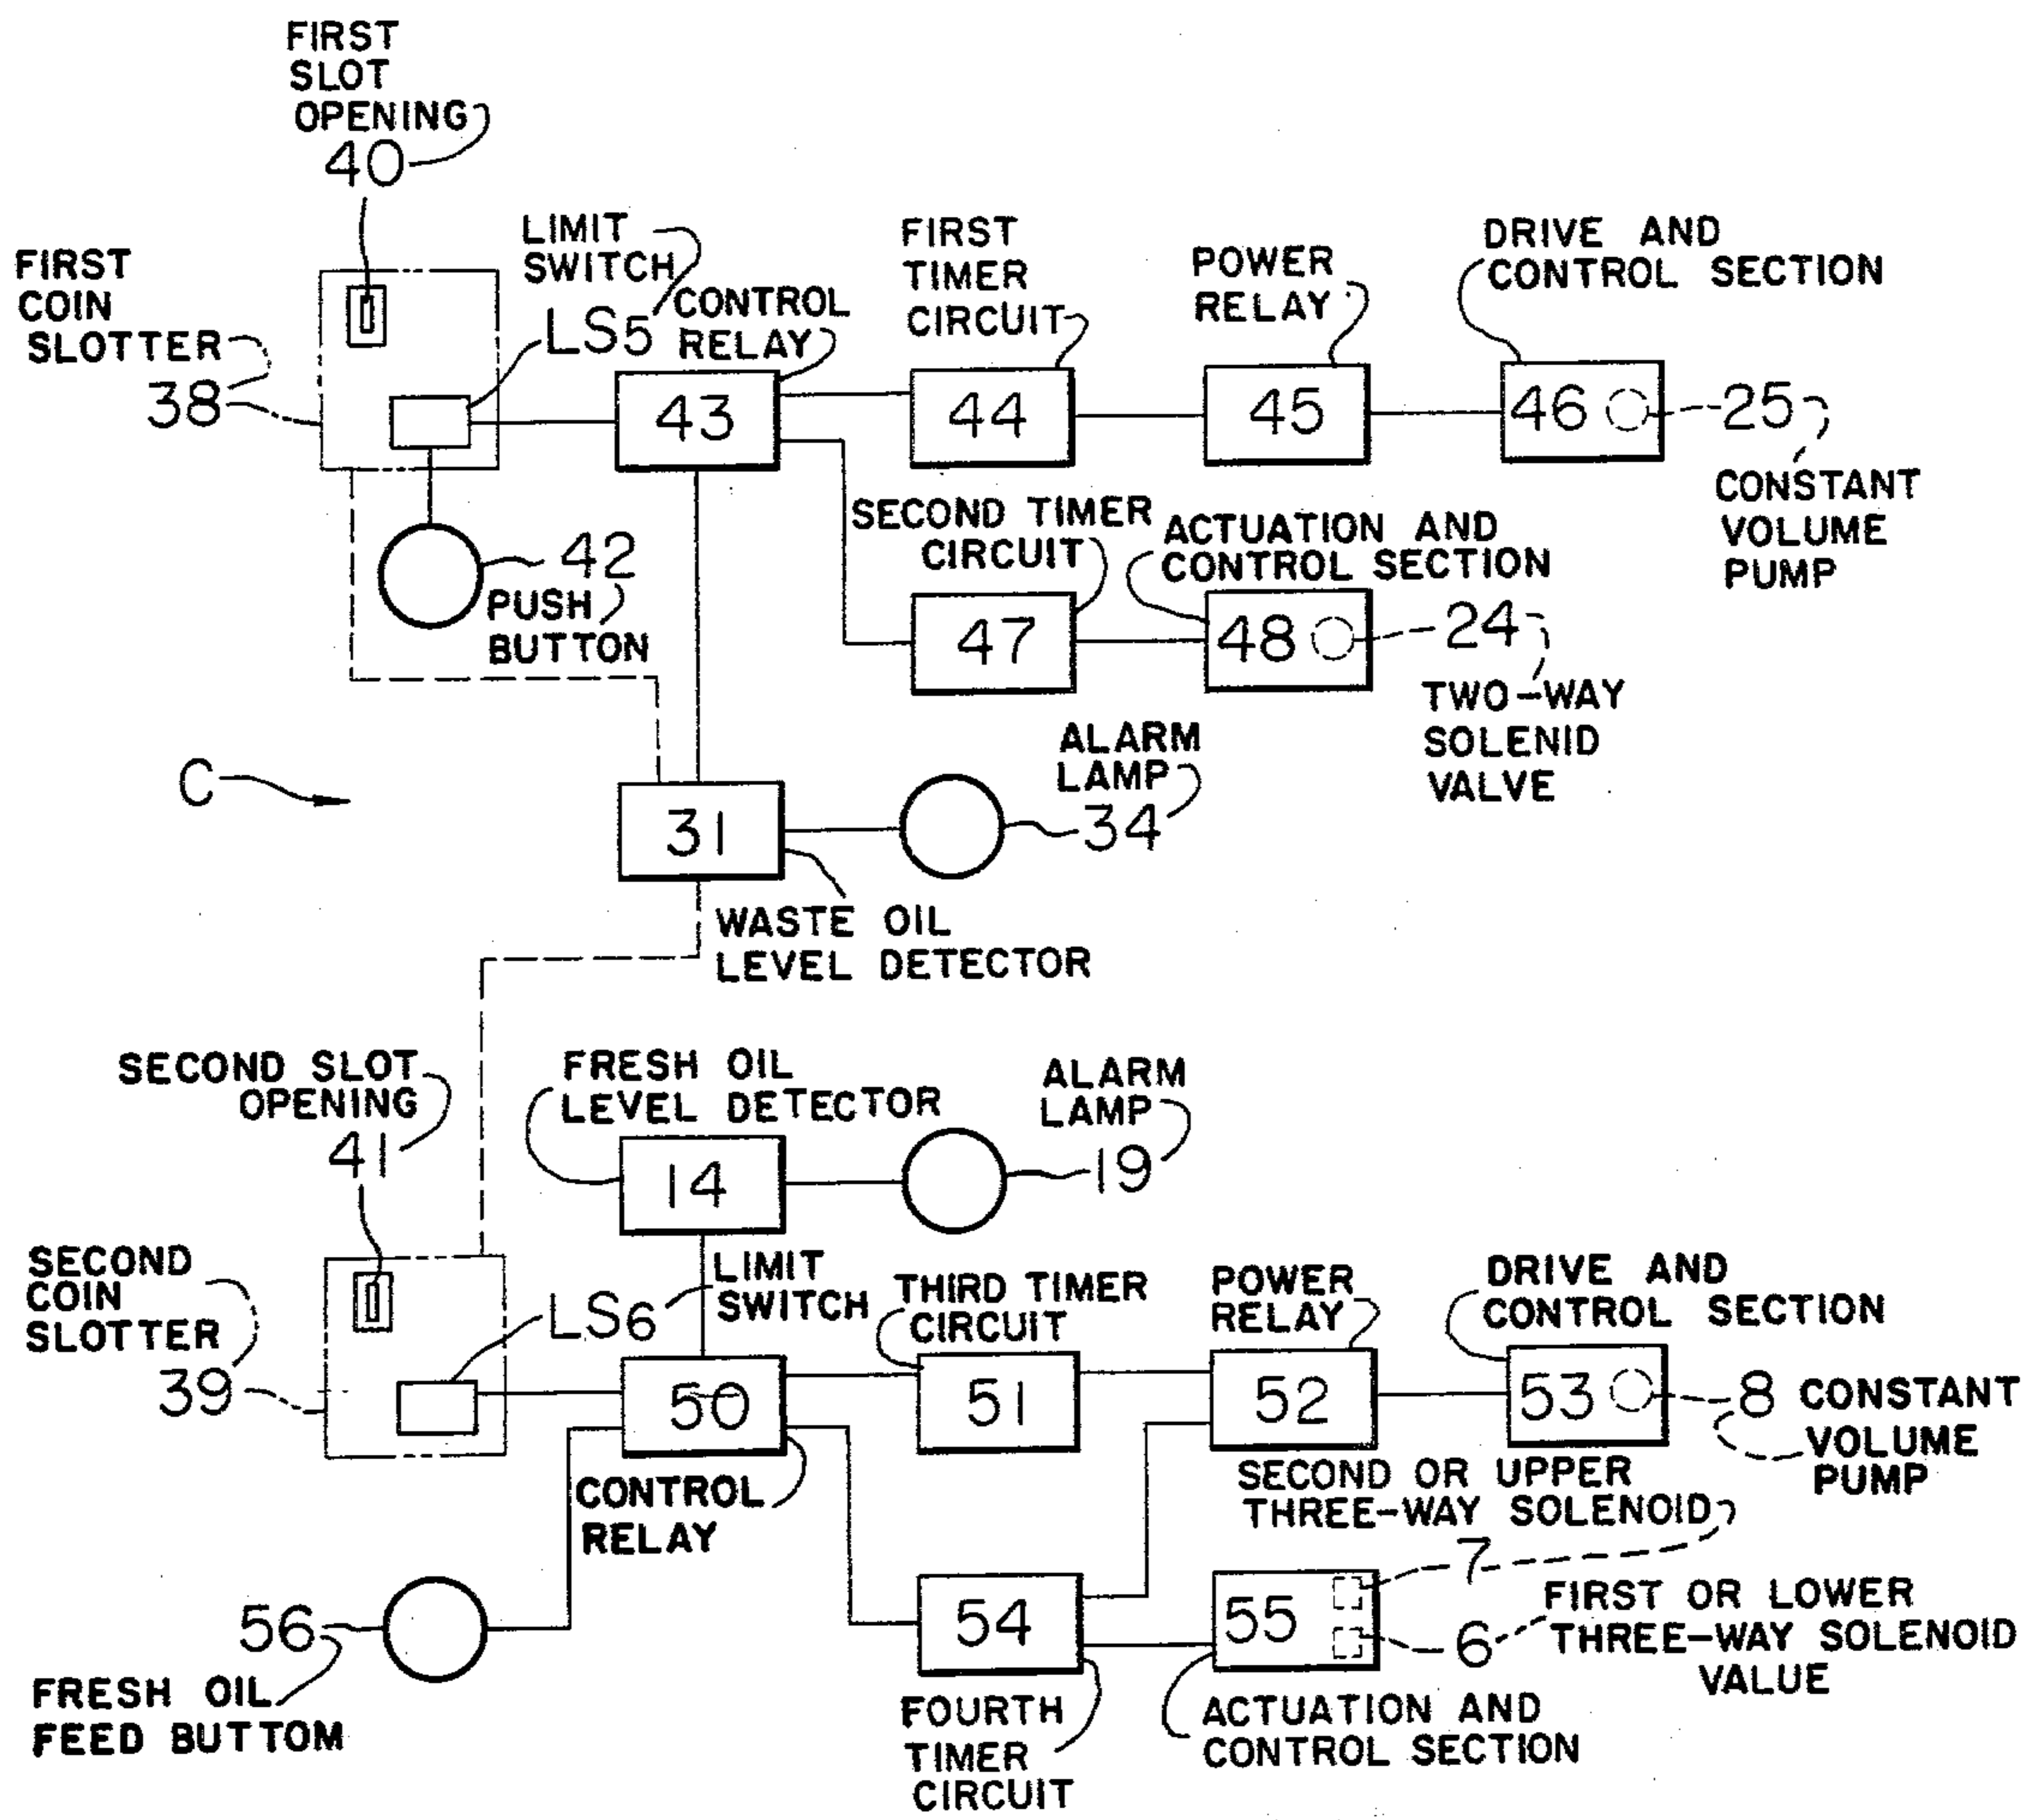 FIRST
SLOT
OPENING
40
FIRST
COIN
SLOTTER
38
LIMIT
SWITCH
LS5
CONTROL
RELAY
43
FIRST
TIMER
CIRCUIT
44
POWER
RELAY
45
DRIVE AND
CONTROL SECTION
46
25
CONSTANT
VOLUME
PUMP
42
PUSH
BUTTON
SECOND TIMER
CIRCUIT
47
ACTUATION AND
CONTROL SECTION
48
24
TWO-WAY
SOLENID
VALVE
C
31
ALARM
LAMP
34
WASTE OIL
LEVEL DETECTOR
SECOND SLOT
OPENING
41
FRESH OIL
LEVEL DETECTOR
14
ALARM
LAMP
19
SECOND
COIN
SLOTTER
39
LIMIT
SWITCH
LS6
50
CONTROL
RELAY
THIRD TIMER
CIRCUIT
51
POWER
RELAY
52
DRIVE AND
CONTROL SECTION
53
8 CONSTANT
VOLUME
PUMP
SECOND OR UPPER
THREE-WAY SOLENOID
7
56
FRESH OIL
FEED BUTTOM
54
FOURTH
TIMER
CIRCUIT
55
6
FIRST OR LOWER
THREE-WAY SOLENOID
VALUE
ACTUATION AND
CONTROL SECTION